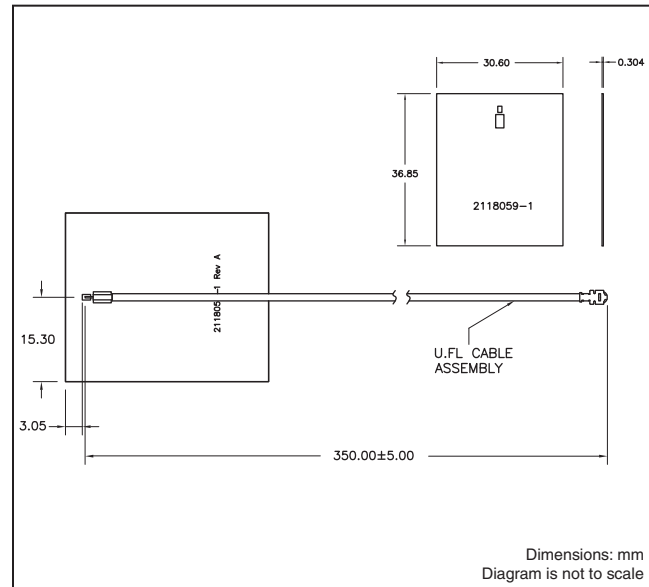 30.60
0.304
36.85
2118059-1
-1 Rev A
15.30
U.FL CABLE
ASSEMBLY
3.05
350.00±5.00
Dimensions: mm
Diagram is not to scale